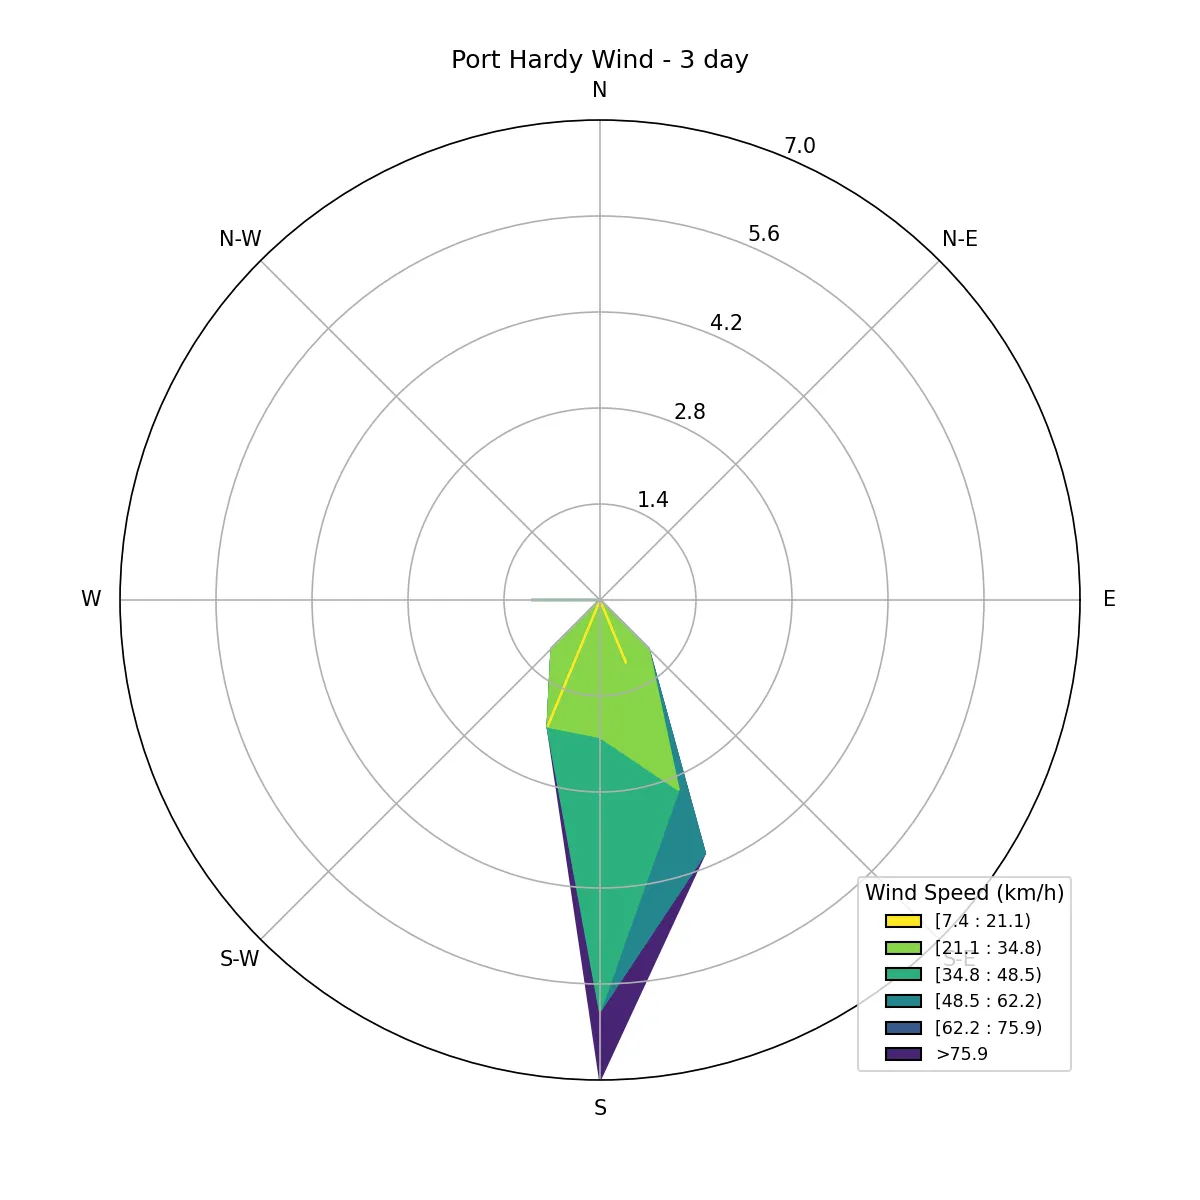 Port Hardy Wind - 3 day
N
7.0
N-W
5.6
N-E
4.2
2.8
1.4
W
E
Wind Speed (km/h)
[7.4 : 21.1)
[21.1 : 34.8)
S-W
S-E
[34.8 : 48.5)
[48.5 : 62.2)
[62.2 : 75.9)
>75.9
S